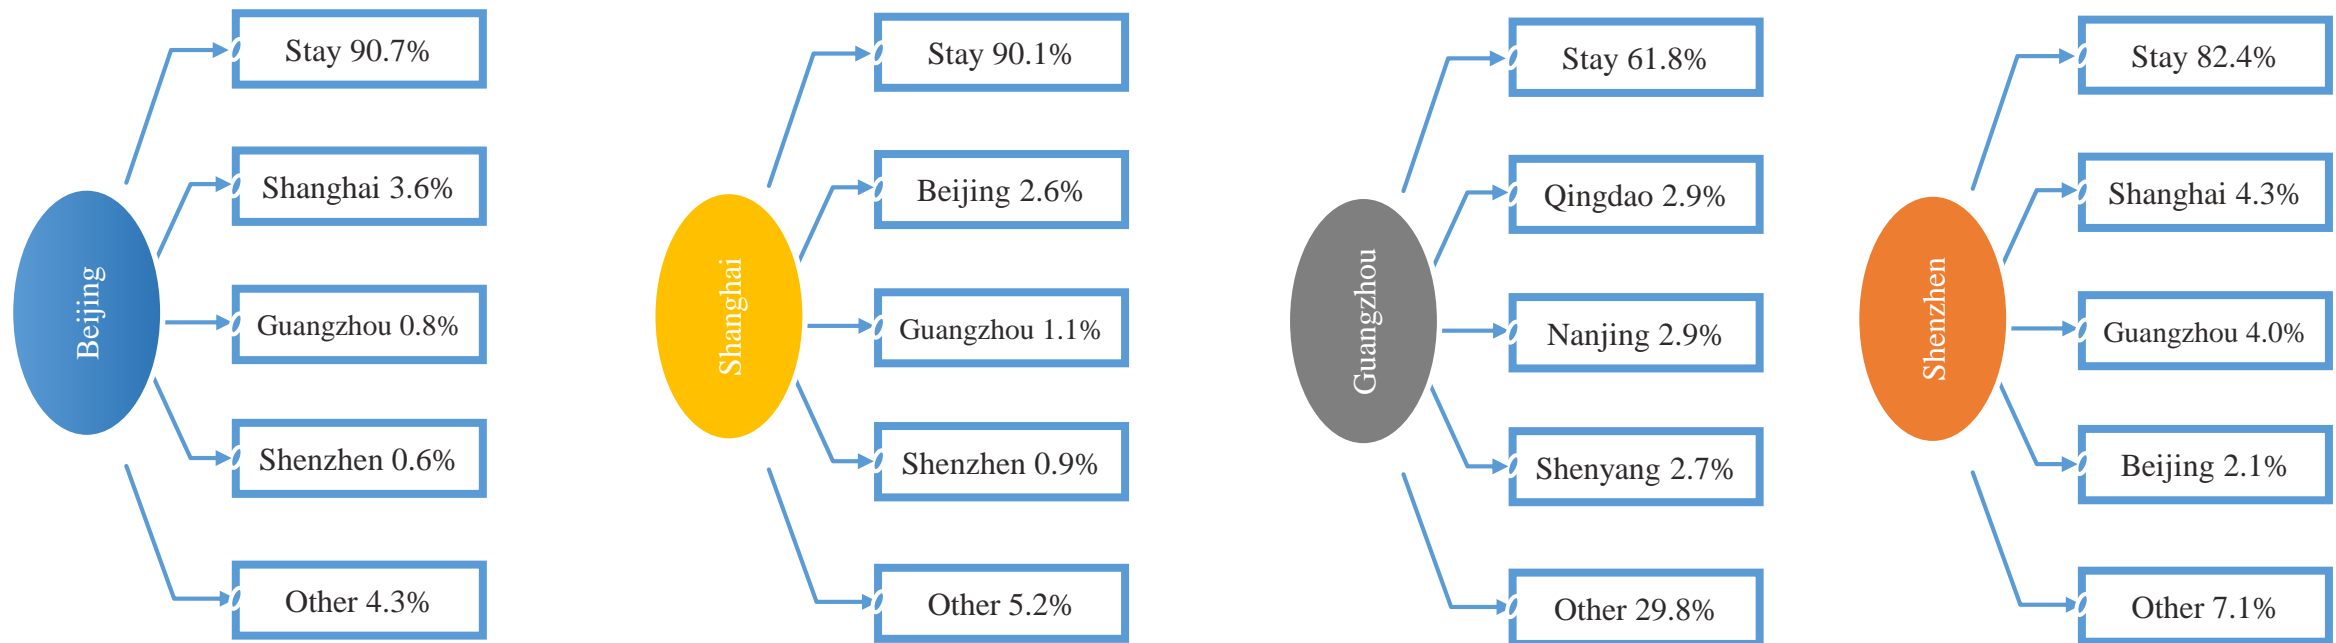 Beijing
Stay 90.7%
Shanghai 3.6%
Guangzhou 0.8%
Shenzhen 0.6%
Other 4.3%
Shanghai
Stay 90.1%
Beijing 2.6%
Guangzhou 1.1%
Shenzhen 0.9%
Other 5.2%
Guangzhou
Stay 61.8%
Qingdao 2.9%
Nanjing 2.9%
Shenyang 2.7%
Other 29.8%
Shenzhen
Stay 82.4%
Shanghai 4.3%
Guangzhou 4.0%
Beijing 2.1%
Other 7.1%